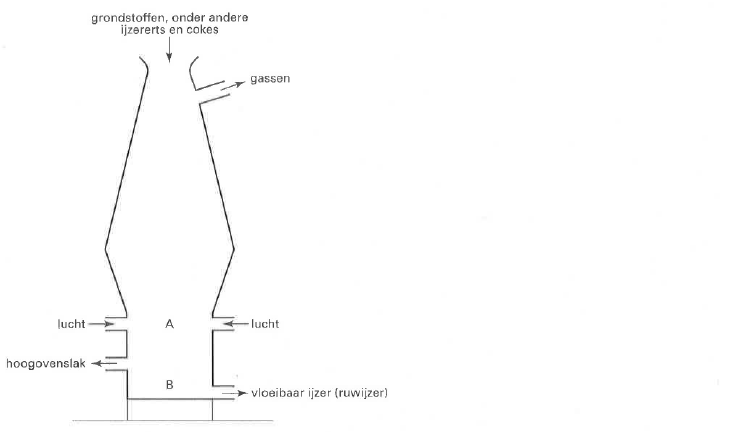 grondstoffen, onder andere
ijzererts en cokes
gassen
lucht
A
lucht
hoogovenslak
B
vloeibaar ijzer (ruwijzer)